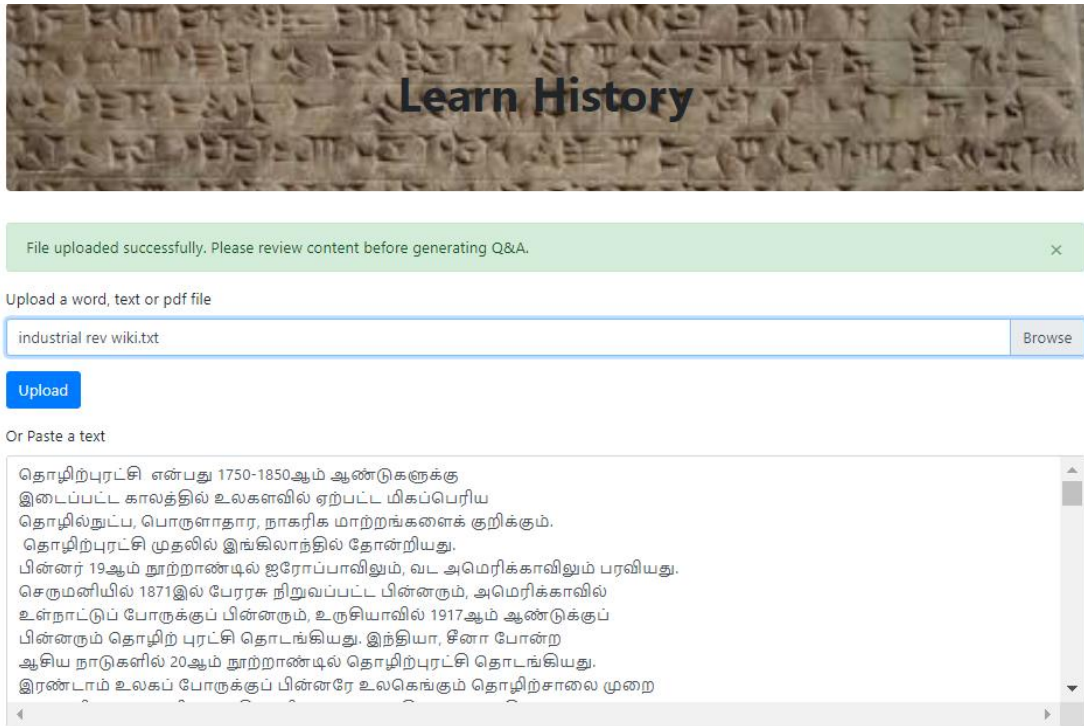 Learn History
File uploaded successfully. Please review content before generating Q&A.
×
Upload a word, text or pdf file
industrial rev wiki.txt Browse
Upload
Or Paste a text
தொழிற்புரட்சி என்பது 1750-1850ஆம் ஆண்டுகளுக்கு
இடைப்பட்ட காலத்தில் உலகளவில் ஏற்பட்ட மிகப்பெரிய
தொழில்நுட்ப, பொருளாதார, நாகரிக மாற்றங்களைக் குறிக்கும்.
தொழிற்புரட்சி முதலில் இங்கிலாந்தில் தோன்றியது.
பின்னர் 19ஆம் நூற்றாண்டில் ஐரோப்பாவிலும், வட அமெரிக்காவிலும் பரவியது.
செருமனியில் 1871இல் பேரரசு நிறுவப்பட்ட பின்னரும், அமெரிக்காவில்
உள்நாட்டுப் போருக்குப் பின்னரும், உருசியாவில் 1917ஆம் ஆண்டுக்குப்
பின்னரும் தொழிற் புரட்சி தொடங்கியது. இந்தியா, சீனா போன்ற
ஆசிய நாடுகளில் 20ஆம் நூற்றாண்டில் தொழிற்புரட்சி தொடங்கியது.
இரண்டாம் உலகப் போருக்குப் பின்னரே உலகெங்கும் தொழிற்சாலை முறை